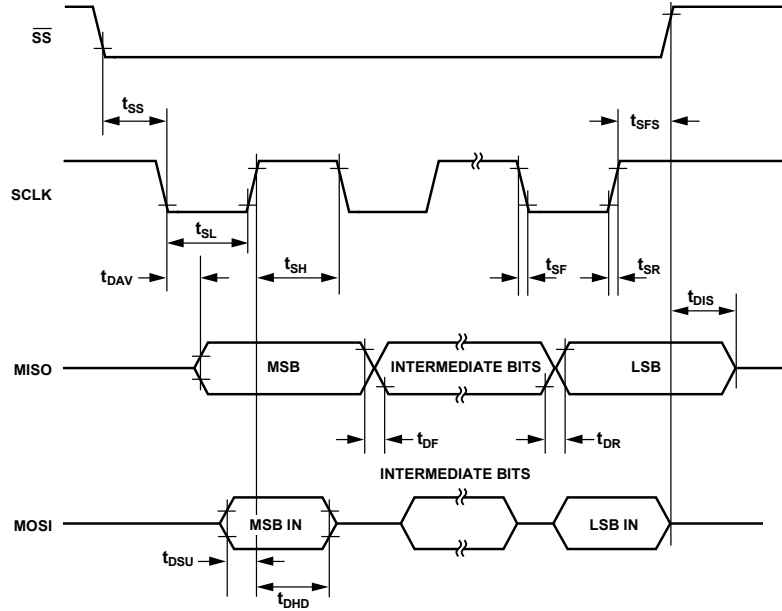 SS
tSS
tSFS
SCLK
tSL
tDAV
tSH
tSF
tSR
tDIS
MISO
MSB
INTERMEDIATE BITS
LSB
tDF
tDR
INTERMEDIATE BITS
MOSI
MSB IN
LSB IN
tDSU
tDHD